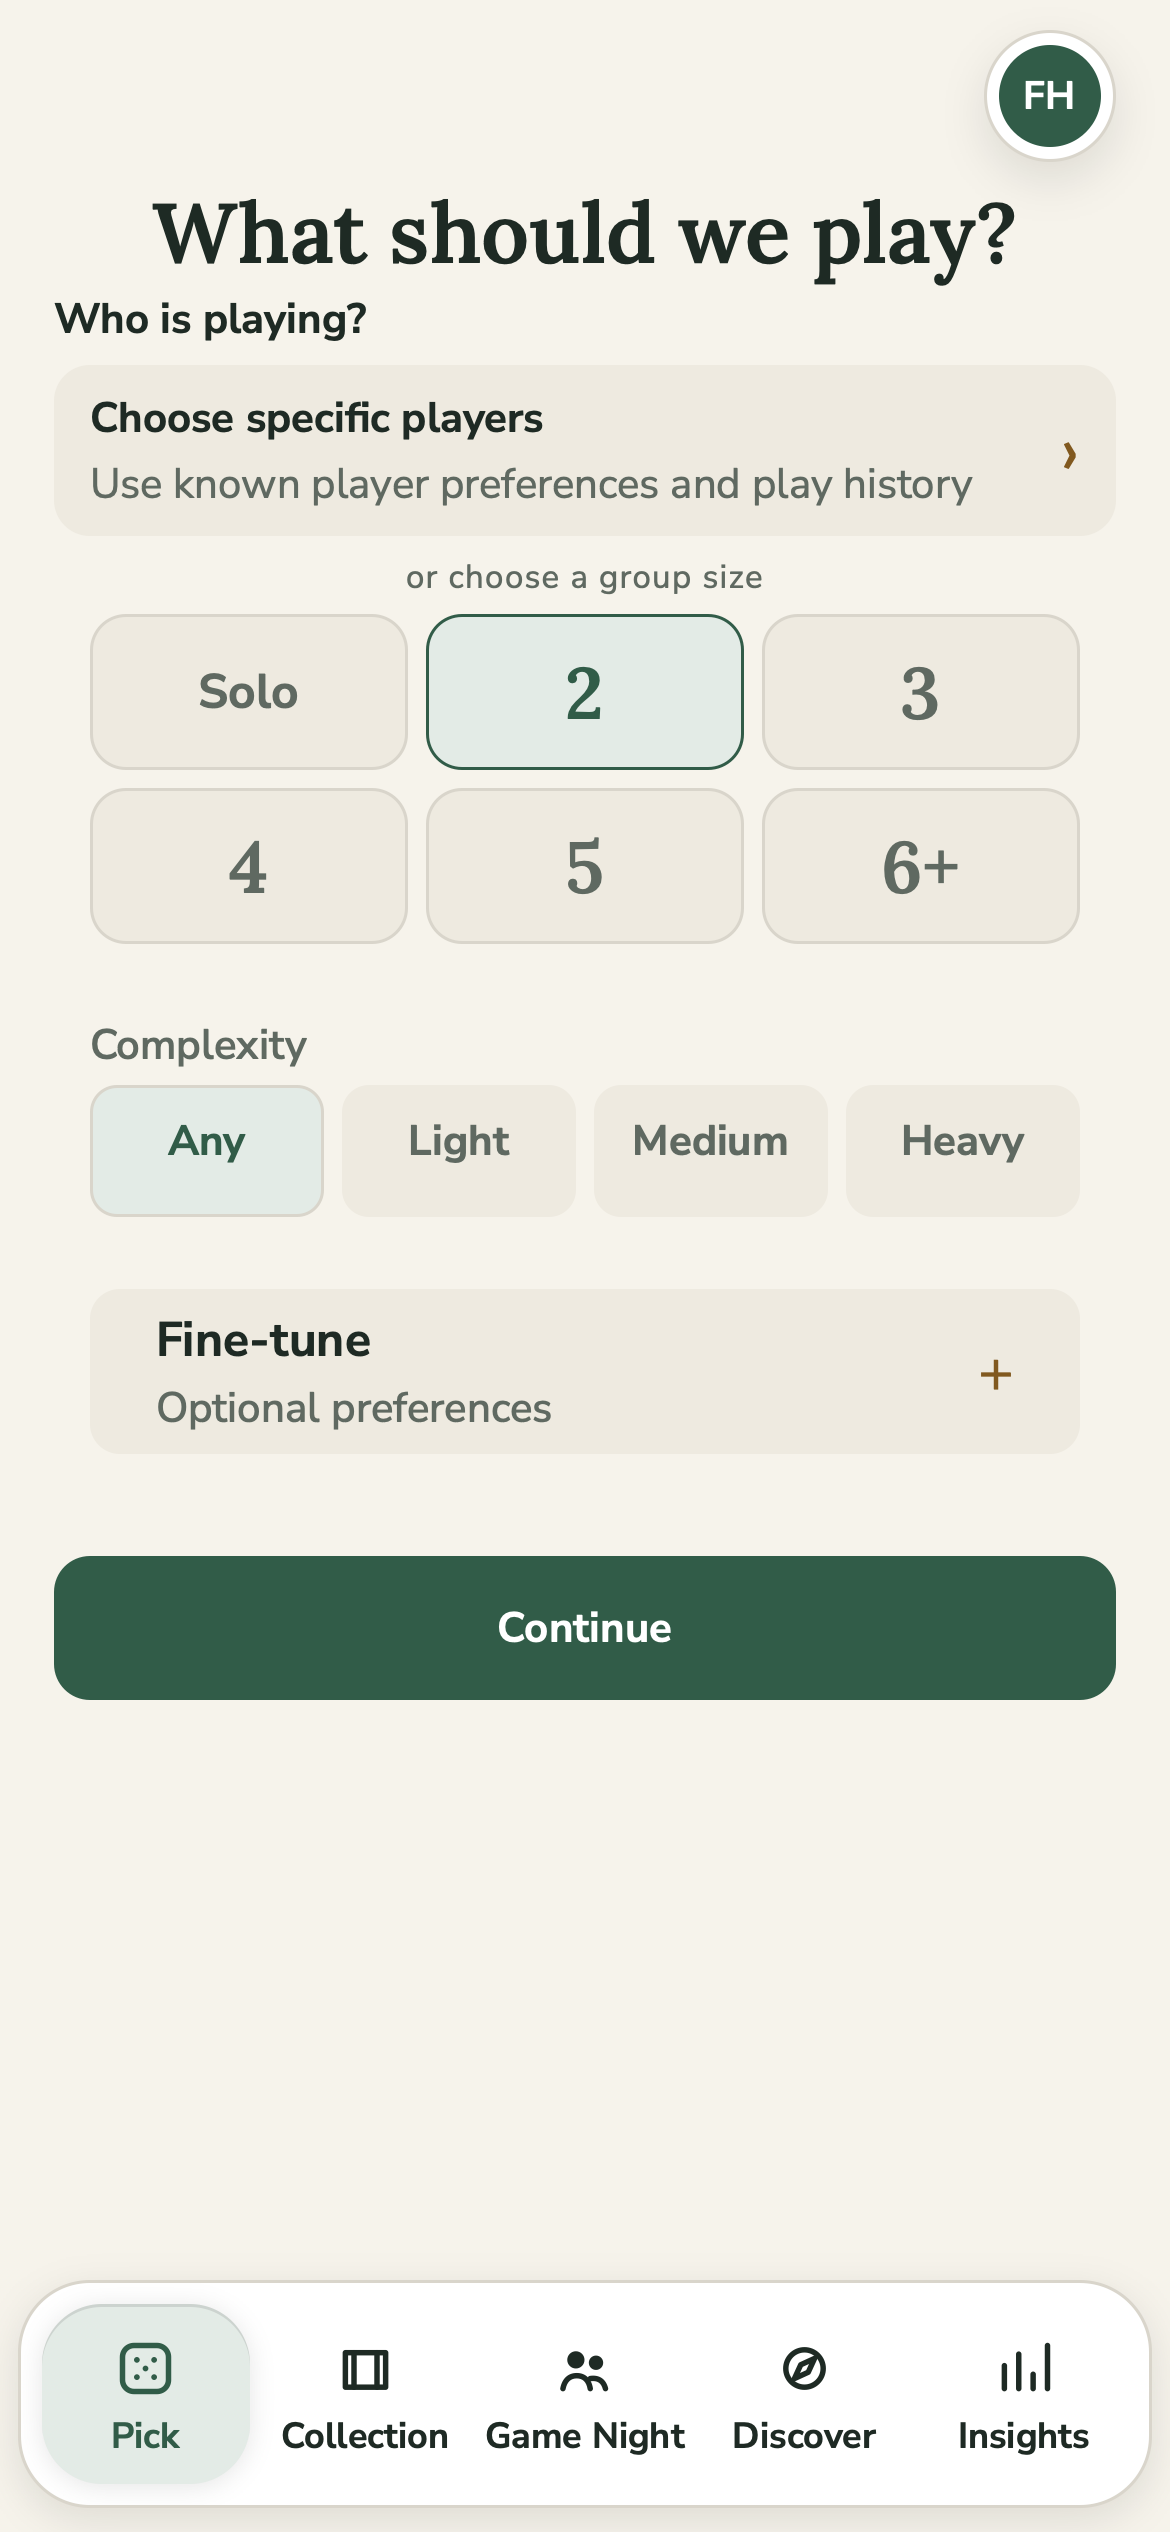 FH
What should we play?
Who is playing?
Choose specific players
Use known player preferences and play history
›
or choose a group size
Solo
2
3
4
5
6+
Complexity
Any
Light
Medium
Heavy
Fine-tune
Optional preferences
+
Continue
Pick
Collection
Game Night
Discover
Insights